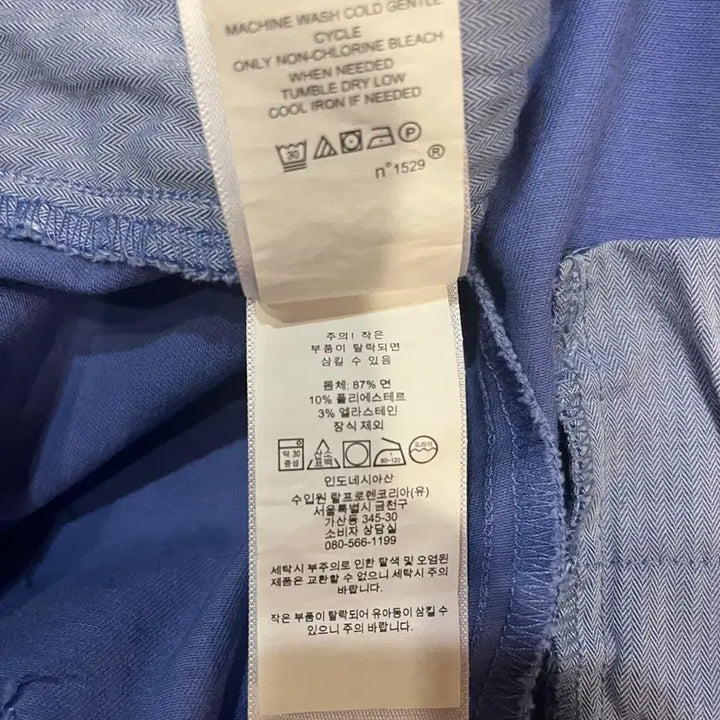 MACHINE WASH COLD GENTLE
CYCLE
ONLY NON-CHLORINE BLEACH
WHEN NEEDED
TUMBLE DRY LOW
COOL IRON IF NEEDED
30 P
n°1529 ®
주의! 작은
부품이 탈락되면
삼킬 수 있음
몸체: 87% 면
10% 폴리에스테르
3% 엘라스테인
장식 제외
약 30 중성 산소 표백 80~120 드라이
인도네시아산
수입원 랄프로렌코리아(유)
서울특별시 금천구
가산동 345-30
소비자 상담실
080-566-1199
세탁시 부주의로 인한 탈색 및 오염된
제품은 교환할 수 없으니 세탁시 주의
바랍니다.
작은 부품이 탈락되어 유아동이 삼킬 수
있으니 주의 바랍니다.